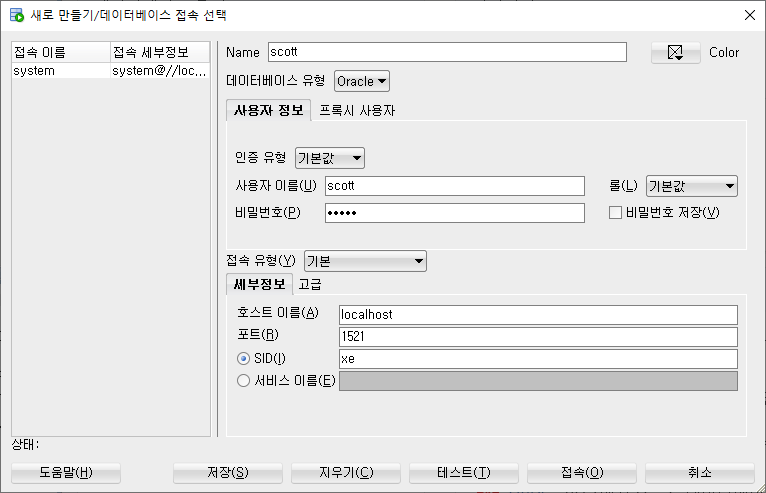 새로 만들기/데이터베이스 접속 선택
접속 이름 접속 세부정보
system system@//loc...
Name scott Color
데이터베이스 유형 Oracle
사용자 정보 프록시 사용자
인증 유형 기본값
사용자 이름(U) scott 롤(L) 기본값
비밀번호(P) ●●●●● 비밀번호 저장(V)
접속 유형(Y) 기본
세부정보 고급
호스트 이름(A) localhost
포트(R) 1521
SID(I) xe
서비스 이름(E)
상태:
도움말(H) 저장(S) 지우기(C) 테스트(T) 접속(O) 취소